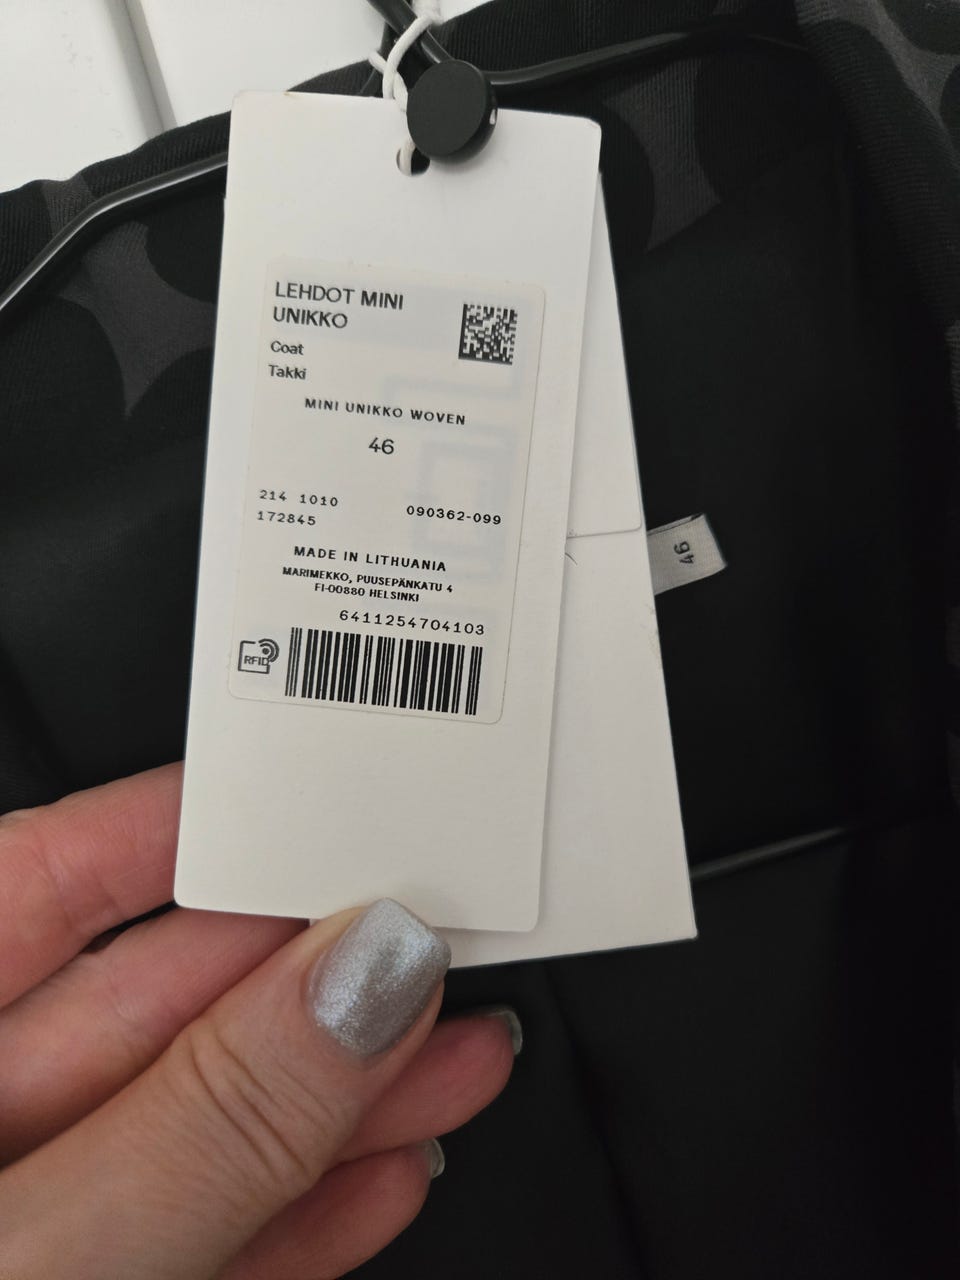 LEHDOT MINI
UNIKKO
Coat
Takki
MINI UNIKKO WOVEN
46
214 1010
172845
090362-099
MADE IN LITHUANIA
MARIMEKKO, PUUSEPÄNKATU 4
FI-00880 HELSINKI
6411254704103
RFID
46